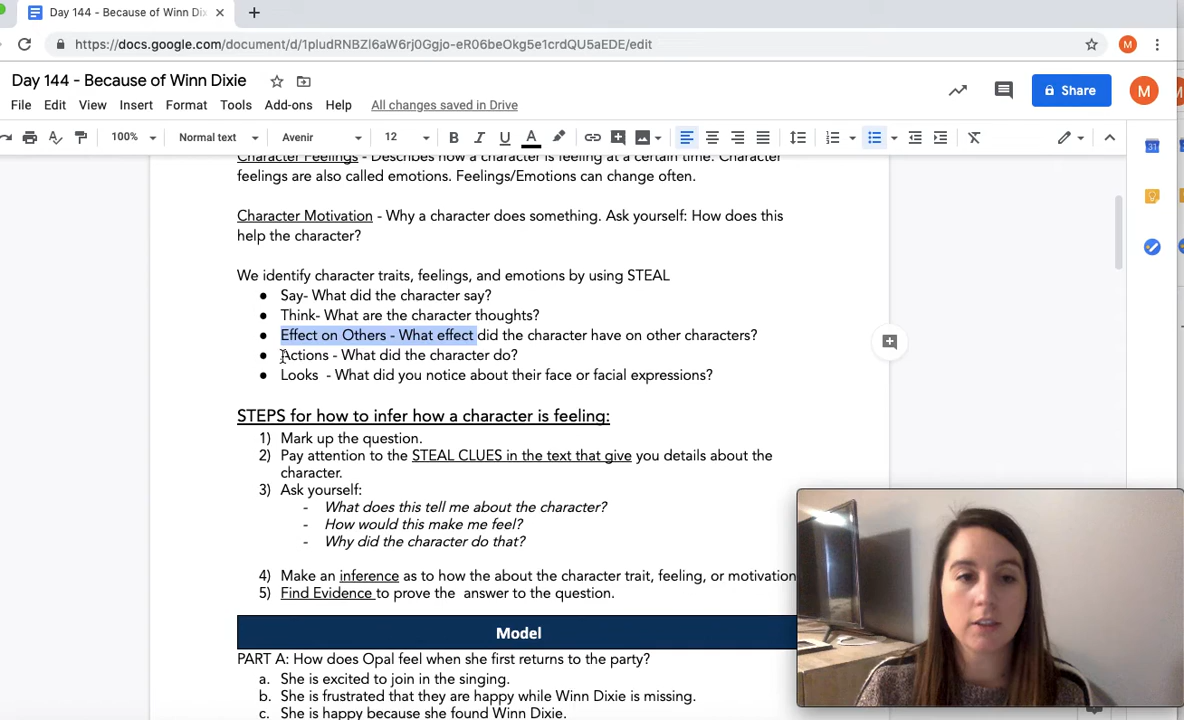 Day 144 - Because of Winn Dix
https://docs.google.com/document/d/1pludRNBZl6aW6rj0Ggjo-eR06beOkg5e1crdQU5aEDE/edit
M
Day 144 - Because of Winn Dixie
File Edit View Insert Format Tools Add-ons Help All changes saved in Drive
Share
M
100% Normal text Avenir 12 B I U A
31
Character Feelings - Describes how a character is feeling at a certain time. Character
feelings are also called emotions. Feelings/Emotions can change often.
Character Motivation - Why a character does something. Ask yourself: How does this
help the character?
We identify character traits, feelings, and emotions by using STEAL
● Say- What did the character say?
● Think- What are the character thoughts?
● Effect on Others - What effect did the character have on other characters?
● Actions - What did the character do?
● Looks - What did you notice about their face or facial expressions?
STEPS for how to infer how a character is feeling:
1) Mark up the question.
2) Pay attention to the STEAL CLUES in the text that give you details about the
character.
3) Ask yourself:
- What does this tell me about the character?
- How would this make me feel?
- Why did the character do that?
4) Make an inference as to how the about the character trait, feeling, or motivation
5) Find Evidence to prove the answer to the question.
Model
PART A: How does Opal feel when she first returns to the party?
a. She is excited to join in the singing.
b. She is frustrated that they are happy while Winn Dixie is missing.
c. She is happy because she found Winn Dixie.